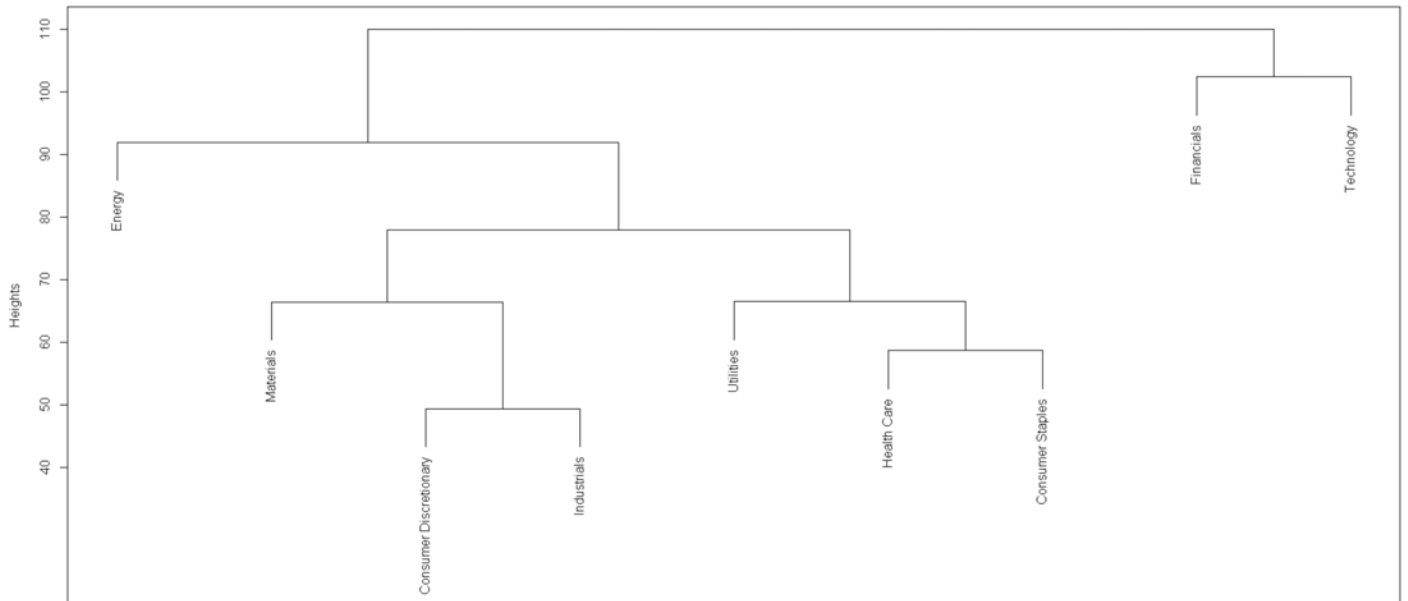 Heights
110
100
90
80
70
60
50
40
Energy
Materials
Consumer Discretionary
Industrials
Utilities
Health Care
Consumer Staples
Financials
Technology